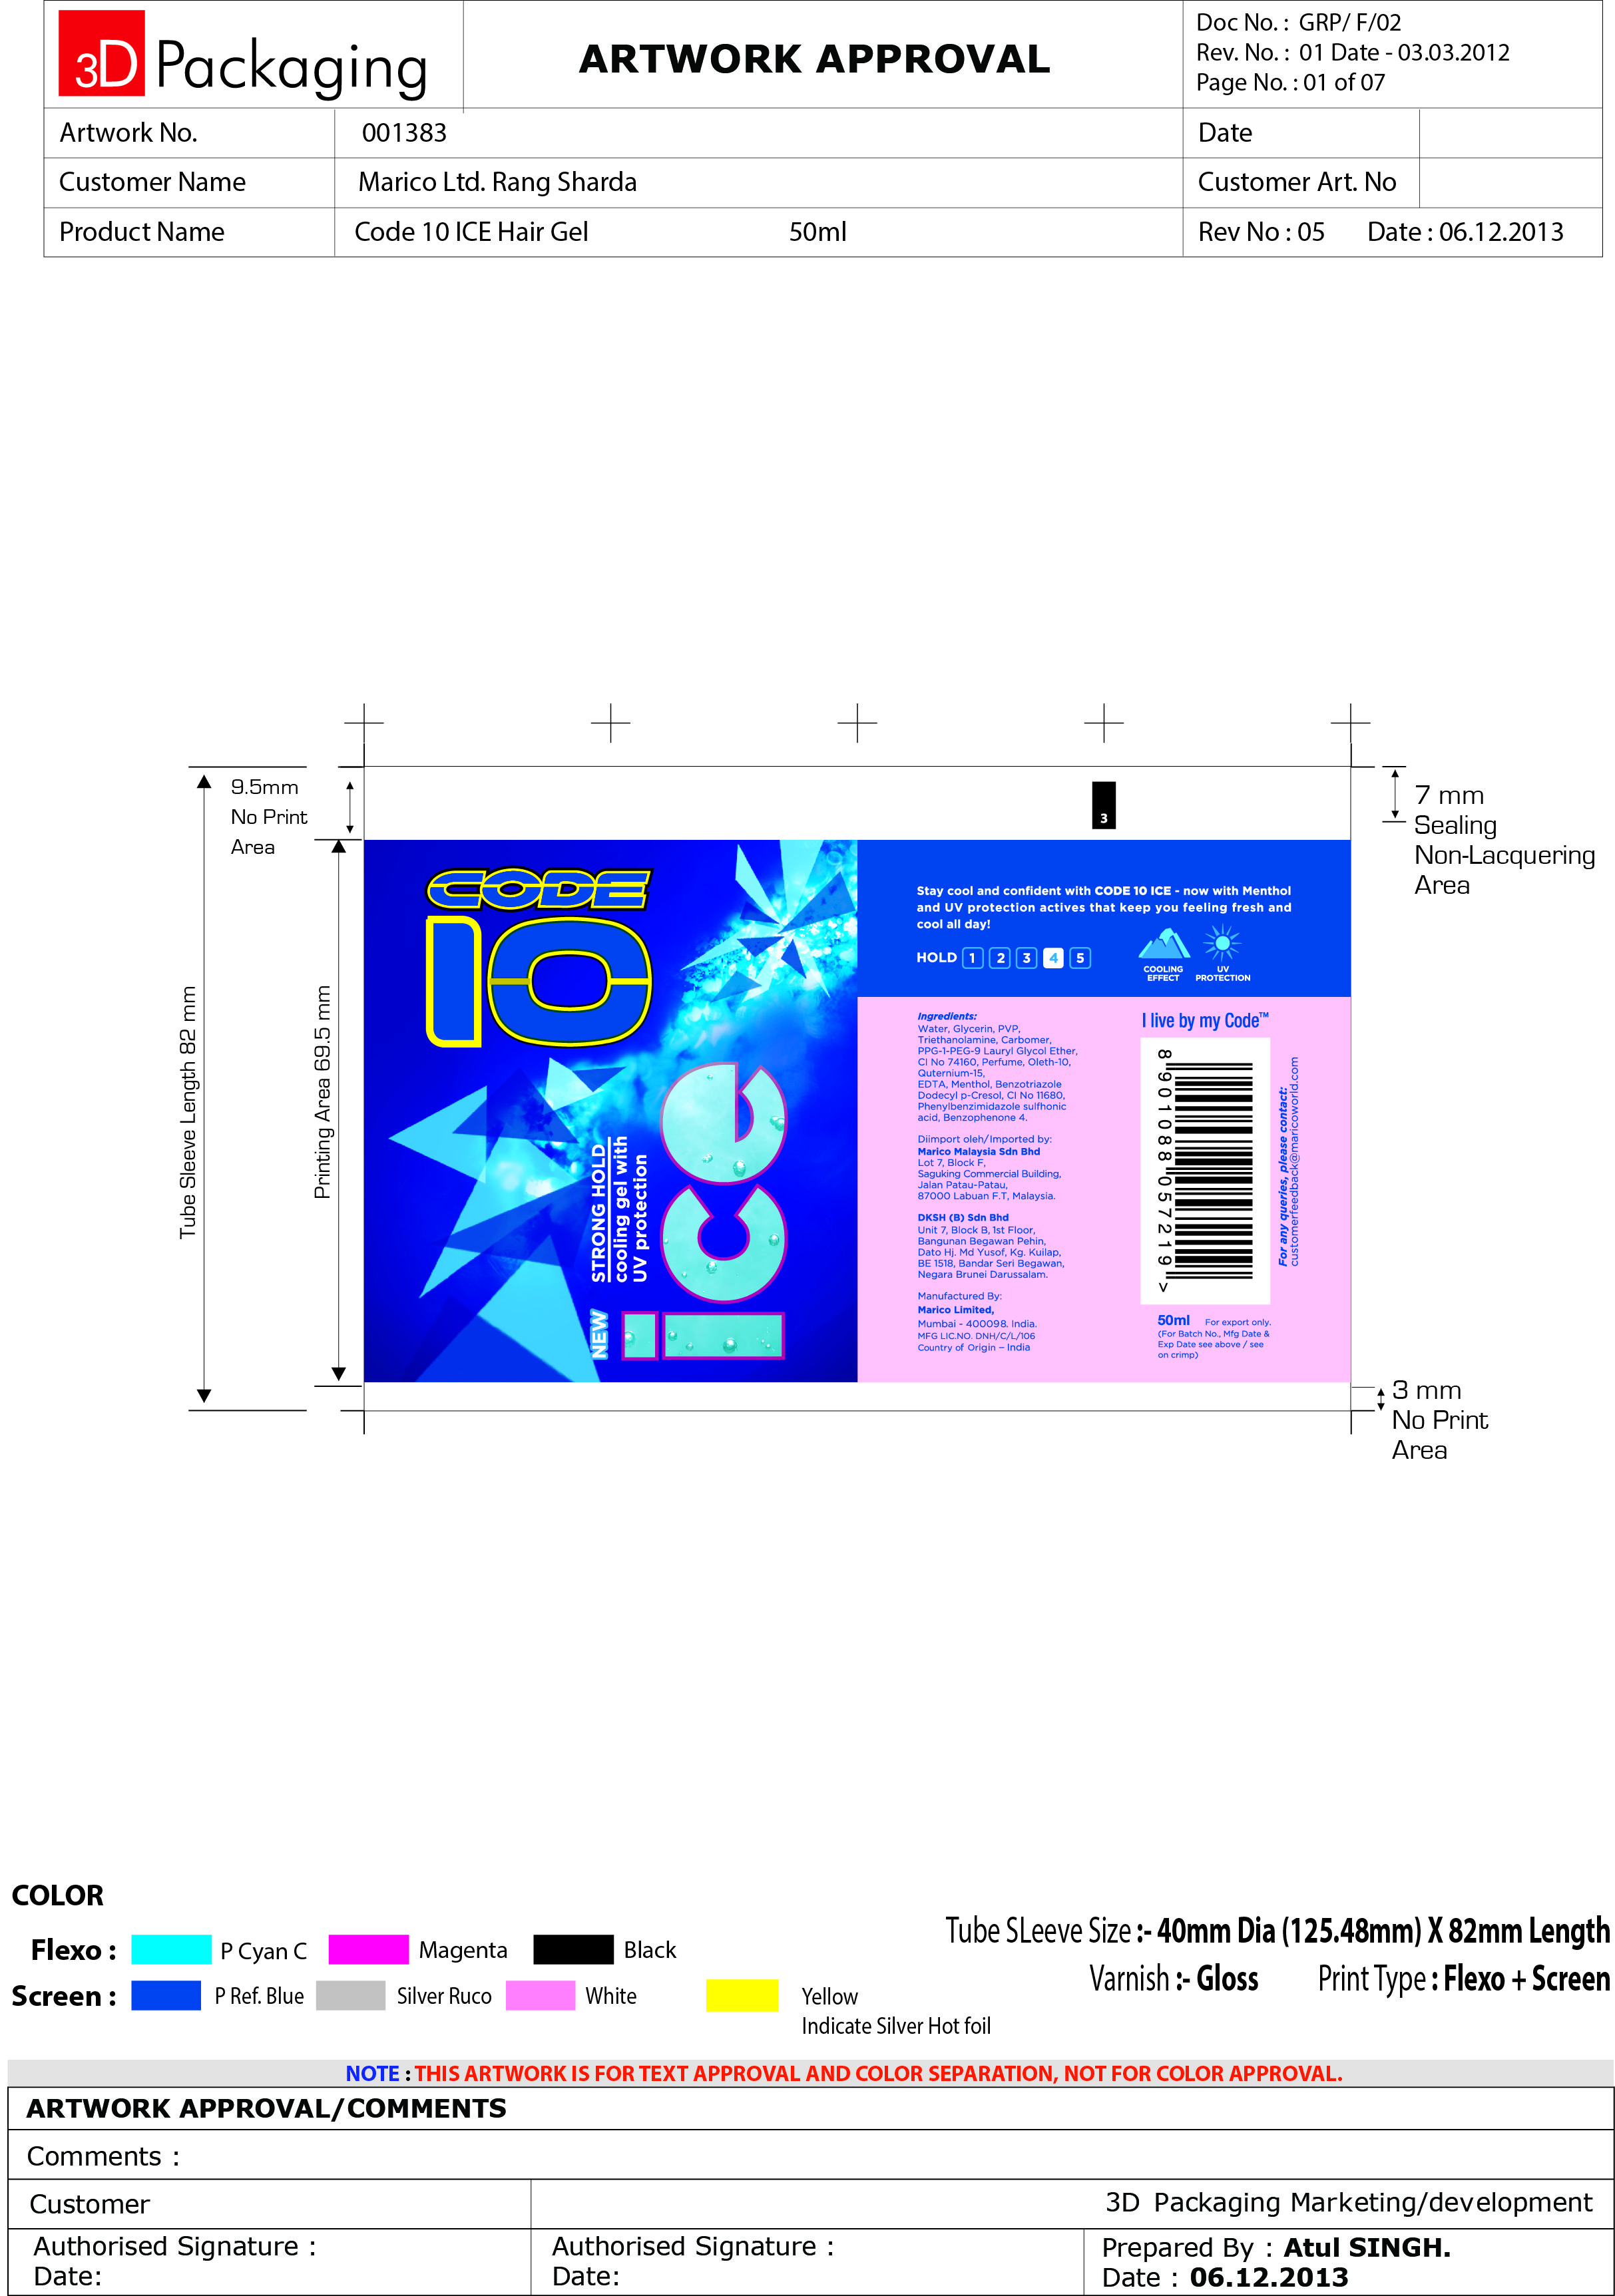 3D Packaging
ARTWORK APPROVAL
Doc No. : GRP/ F/02
Rev. No. : 01 Date - 03.03.2012
Page No. : 01 of 07
Artwork No. 001383 Date
Customer Name Marico Ltd. Rang Sharda Customer Art. No
Product Name Code 10 ICE Hair Gel 50ml Rev No : 05 Date : 06.12.2013
9.5mm
No Print
Area
Tube Sleeve Length 82 mm
Printing Area 69.5 mm
3
7 mm
Sealing
Non-Lacquering
Area
CODE
10
NEW
STRONG HOLD
cooling gel with
UV protection
ice
Stay cool and confident with CODE 10 ICE - now with Menthol
and UV protection actives that keep you feeling fresh and
cool all day!
HOLD 1 2 3 4 5
COOLING
EFFECT
UV
PROTECTION
Ingredients:
Water, Glycerin, PVP,
Triethanolamine, Carbomer,
PPG-1-PEG-9 Lauryl Glycol Ether,
CI No 74160, Perfume, Oleth-10,
Quternium-15,
EDTA, Menthol, Benzotriazole
Dodecyl p-Cresol, CI No 11680,
Phenylbenzimidazole sulfhonic
acid, Benzophenone 4.
Diimport oleh/Imported by:
Marico Malaysia Sdn Bhd
Lot 7, Block F,
Saguking Commercial Building,
Jalan Patau-Patau,
87000 Labuan F.T, Malaysia.
DKSH (B) Sdn Bhd
Unit 7, Block B, 1st Floor,
Bangunan Begawan Pehin,
Dato Hj. Md Yusof, Kg. Kuilap,
BE 1518, Bandar Seri Begawan,
Negara Brunei Darussalam.
Manufactured By:
Marico Limited,
Mumbai - 400098. India.
MFG LIC.NO. DNH/C/L/106
Country of Origin – India
I live by my Code™
8 901088 057219 >
For any queries, please contact:
customerfeedback@maricoworld.com
50ml For export only.
(For Batch No., Mfg Date &
Exp Date see above / see
on crimp)
3 mm
No Print
Area
COLOR
Flexo : P Cyan C Magenta Black
Screen : P Ref. Blue Silver Ruco White Yellow
Indicate Silver Hot foil
Tube SLeeve Size :- 40mm Dia (125.48mm) X 82mm Length
Varnish :- Gloss Print Type : Flexo + Screen
NOTE : THIS ARTWORK IS FOR TEXT APPROVAL AND COLOR SEPARATION, NOT FOR COLOR APPROVAL.
ARTWORK APPROVAL/COMMENTS
Comments :
Customer 3D Packaging Marketing/development
Authorised Signature :
Date:
Authorised Signature :
Date:
Prepared By : Atul SINGH.
Date : 06.12.2013